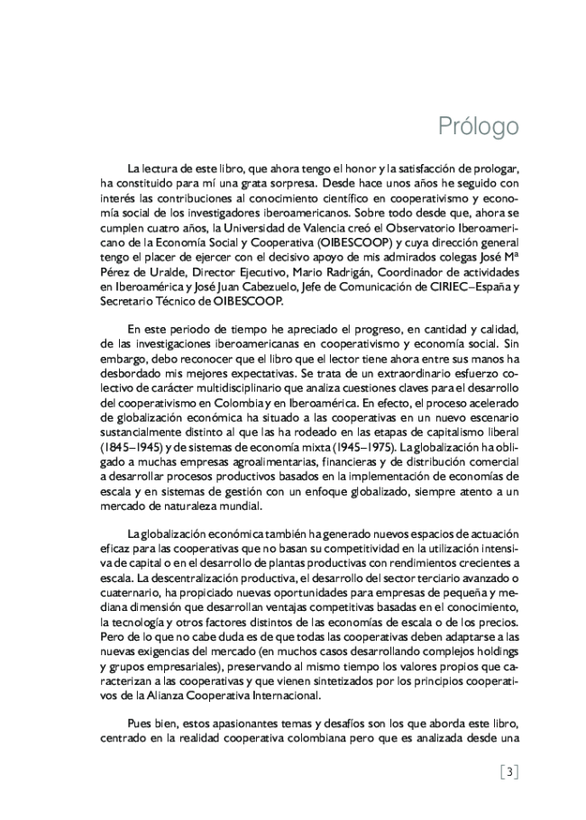 Prólogo
La lectura de este libro, que ahora tengo el honor y la satisfacción de prologar,
ha constituido para mí una grata sorpresa. Desde hace unos años he seguido con
interés las contribuciones al conocimiento científico en cooperativismo y econo-
mía social de los investigadores iberoamericanos. Sobre todo desde que, ahora se
cumplen cuatro años, la Universidad de Valencia creó el Observatorio Iberoameri-
cano de la Economía Social y Cooperativa (OIBESCOOP) y cuya dirección general
tengo el placer de ejercer con el decisivo apoyo de mis admirados colegas José Mª
Pérez de Uralde, Director Ejecutivo, Mario Radrigán, Coordinador de actividades
en Iberoamérica y José Juan Cabezuelo, Jefe de Comunicación de CIRIEC–España y
Secretario Técnico de OIBESCOOP.
En este periodo de tiempo he apreciado el progreso, en cantidad y calidad,
de las investigaciones iberoamericanas en cooperativismo y economía social. Sin
embargo, debo reconocer que el libro que el lector tiene ahora entre sus manos ha
desbordado mis mejores expectativas. Se trata de un extraordinario esfuerzo co-
lectivo de carácter multidisciplinario que analiza cuestiones claves para el desarrollo
del cooperativismo en Colombia y en Iberoamérica. En efecto, el proceso acelerado
de globalización económica ha situado a las cooperativas en un nuevo escenario
sustancialmente distinto al que las ha rodeado en las etapas de capitalismo liberal
(1845–1945) y de sistemas de economía mixta (1945–1975). La globalización ha obli-
gado a muchas empresas agroalimentarias, financieras y de distribución comercial
a desarrollar procesos productivos basados en la implementación de economías de
escala y en sistemas de gestión con un enfoque globalizado, siempre atento a un
mercado de naturaleza mundial.
La globalización económica también ha generado nuevos espacios de actuación
eficaz para las cooperativas que no basan su competitividad en la utilización intensi-
va de capital o en el desarrollo de plantas productivas con rendimientos crecientes a
escala. La descentralización productiva, el desarrollo del sector terciario avanzado o
cuaternario, ha propiciado nuevas oportunidades para empresas de pequeña y me-
diana dimensión que desarrollan ventajas competitivas basadas en el conocimiento,
la tecnología y otros factores distintos de las economías de escala o de los precios.
Pero de lo que no cabe duda es de que todas las cooperativas deben adaptarse a las
nuevas exigencias del mercado (en muchos casos desarrollando complejos holdings
y grupos empresariales), preservando al mismo tiempo los valores propios que ca-
racterizan a las cooperativas y que vienen sintetizados por los principios cooperati-
vos de la Alianza Cooperativa Internacional.
Pues bien, estos apasionantes temas y desafíos son los que aborda este libro,
centrado en la realidad cooperativa colombiana pero que es analizada desde una
[3]